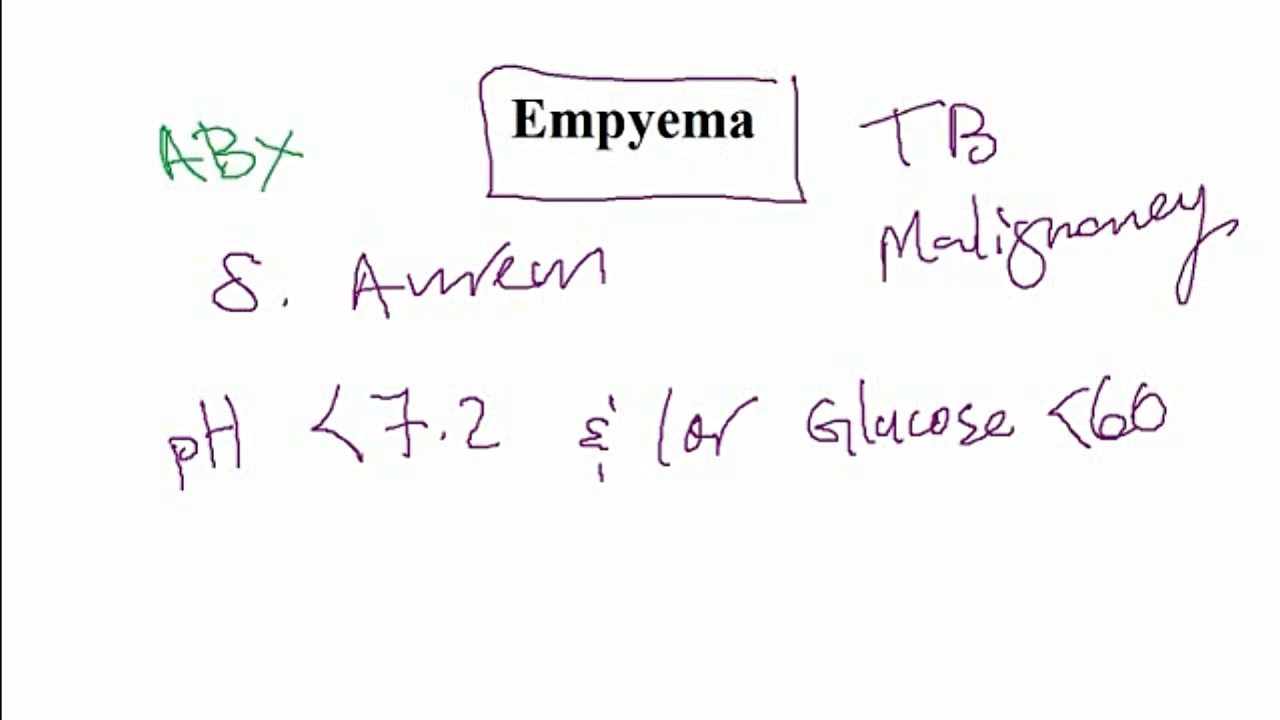 Empyema
ABX
TB
Malignancy
S. Aureus
pH <7.2 & /or Glucose <60